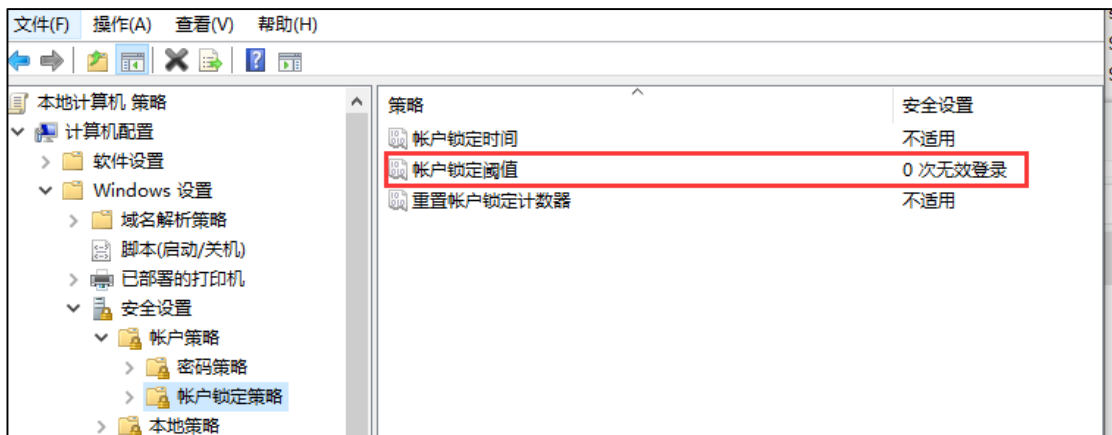 文件(F) 操作(A) 查看(V) 帮助(H)
本地计算机 策略
计算机配置
软件设置
Windows 设置
域名解析策略
脚本(启动/关机)
已部署的打印机
安全设置
帐户策略
密码策略
帐户锁定策略
本地策略
策略 安全设置
帐户锁定时间 不适用
帐户锁定阈值 0 次无效登录
重置帐户锁定计数器 不适用